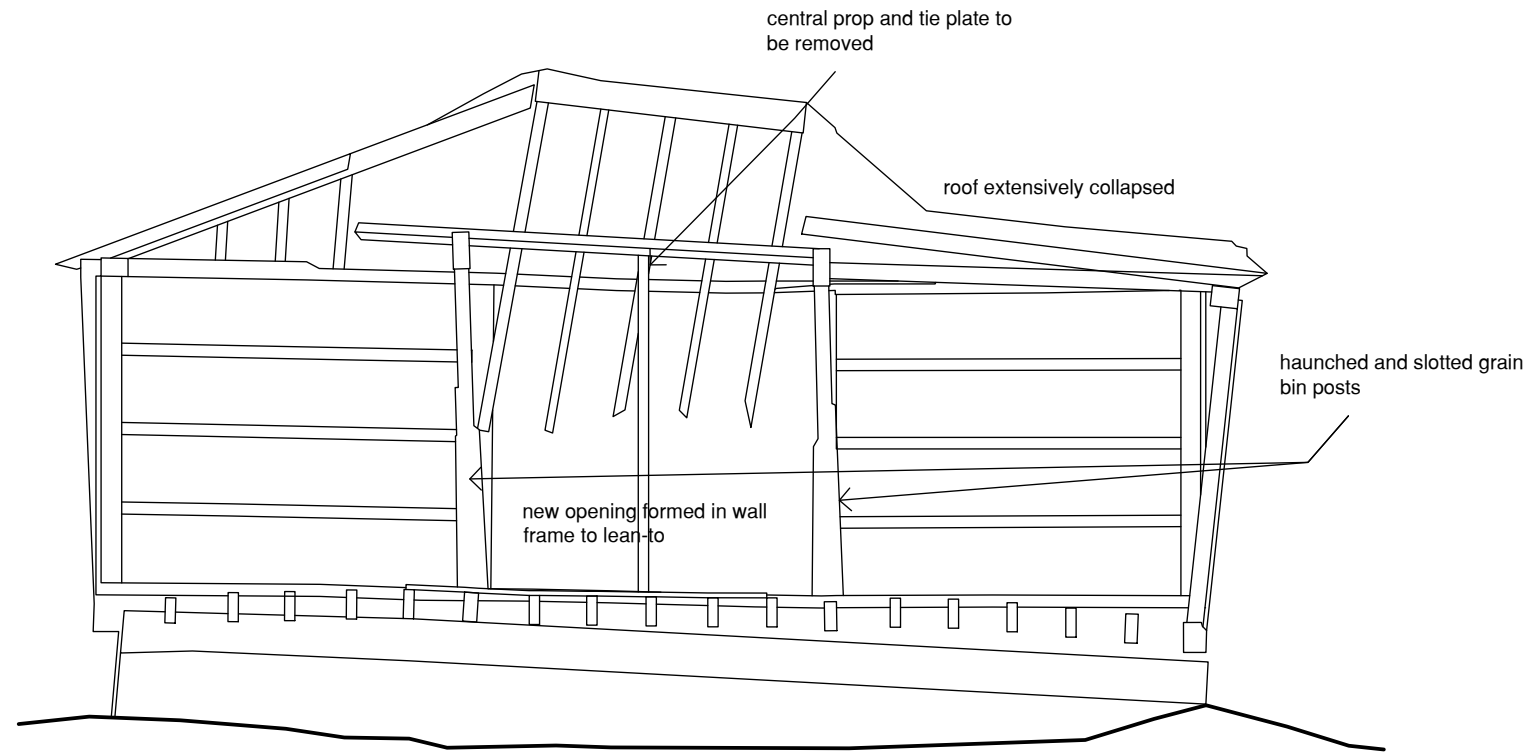 central prop and tie plate to
be removed
roof extensively collapsed
haunched and slotted grain
bin posts
new opening formed in wall
frame to lean-to